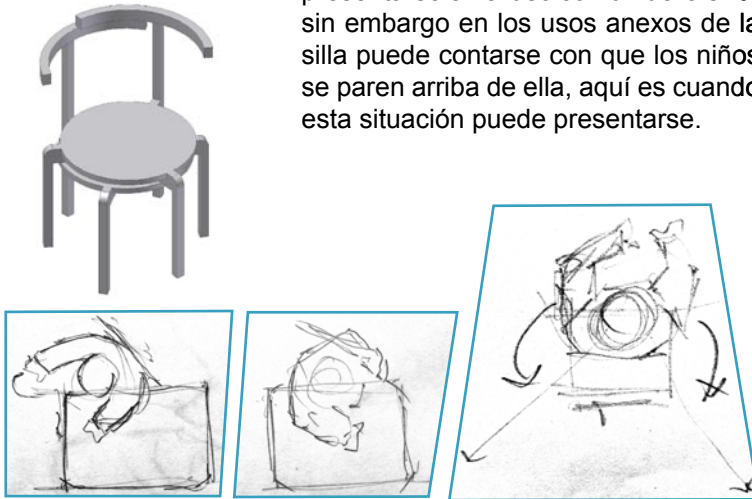 sin embargo en los usos anexos de la
silla puede contarse con que los niños
se paren arriba de ella, aquí es cuando
esta situación puede presentarse.